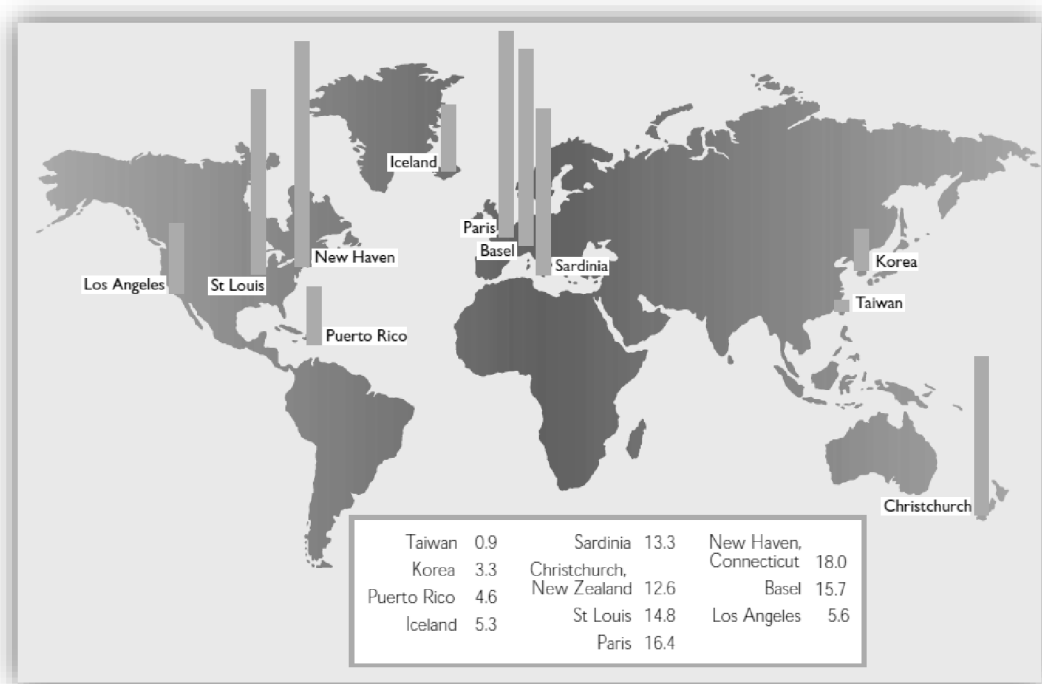 Iceland
Paris
Basel
New Haven
Sardinia
Korea
Los Angeles
St Louis
Taiwan
Puerto Rico
Christchurch
Taiwan 0.9
Korea 3.3
Puerto Rico 4.6
Iceland 5.3
Sardinia 13.3
Christchurch,
New Zealand 12.6
St Louis 14.8
Paris 16.4
New Haven,
Connecticut 18.0
Basel 15.7
Los Angeles 5.6